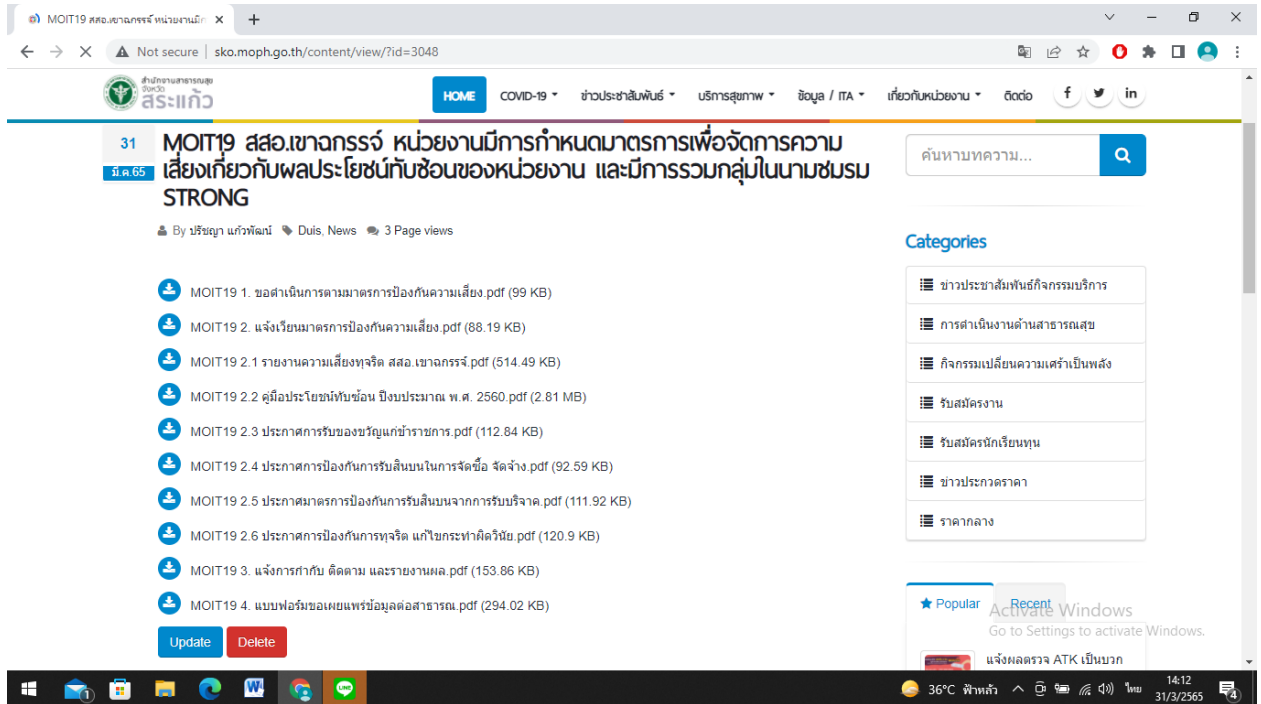 MOIT19 สสอ.เขาฉกรรจ์ หน่วยงานมีก
Not secure | sko.moph.go.th/content/view/?id=3048
สำนักงานสาธารณสุข
จังหวัด
สระแก้ว
HOME COVID-19 ข่าวประชาสัมพันธ์ บริการสุขภาพ ข้อมูล / ITA เกี่ยวกับหน่วยงาน ติดต่อ
31
มี.ค.65
MOIT19 สสอ.เขาฉกรรจ์ หน่วยงานมีการกำหนดมาตรการเพื่อจัดการความ
เสี่ยงเกี่ยวกับผลประโยชน์ทับซ้อนของหน่วยงาน และมีการรวมกลุ่มในนามชมรม
STRONG
By ปรัชญา แก้วพัฒน์ Duis, News 3 Page views
MOIT19 1. ขอดำเนินการตามมาตรการป้องกันความเสี่ยง.pdf (99 KB)
MOIT19 2. แจ้งเวียนมาตรการป้องกันความเสี่ยง.pdf (88.19 KB)
MOIT19 2.1 รายงานความเสี่ยงทุจริต สสอ.เขาฉกรรจ์.pdf (514.49 KB)
MOIT19 2.2 คู่มือประโยชน์ทับซ้อน ปีงบประมาณ พ.ศ. 2560.pdf (2.81 MB)
MOIT19 2.3 ประกาศการรับของขวัญแก่ข้าราชการ.pdf (112.84 KB)
MOIT19 2.4 ประกาศการป้องกันการรับสินบนในการจัดซื้อ จัดจ้าง.pdf (92.59 KB)
MOIT19 2.5 ประกาศมาตรการป้องกันการรับสินบนจากการรับบริจาค.pdf (111.92 KB)
MOIT19 2.6 ประกาศการป้องกันการทุจริต แก้ไขกระทำผิดวินัย.pdf (120.9 KB)
MOIT19 3. แจ้งการกำกับ ติดตาม และรายงานผล.pdf (153.86 KB)
MOIT19 4. แบบฟอร์มขอเผยแพร่ข้อมูลต่อสาธารณ.pdf (294.02 KB)
Update Delete
ค้นหาบทความ...
Categories
ข่าวประชาสัมพันธ์กิจกรรมบริการ
การดำเนินงานด้านสาธารณสุข
กิจกรรมเปลี่ยนความเศร้าเป็นพลัง
รับสมัครงาน
รับสมัครนักเรียนทุน
ข่าวประกวดราคา
ราคากลาง
Popular Recent
แจ้งผลตรวจ ATK เป็นบวก
Activate Windows
Go to Settings to activate Windows.
36°C ฟ้าหลัว ไทย 14:12
31/3/2565